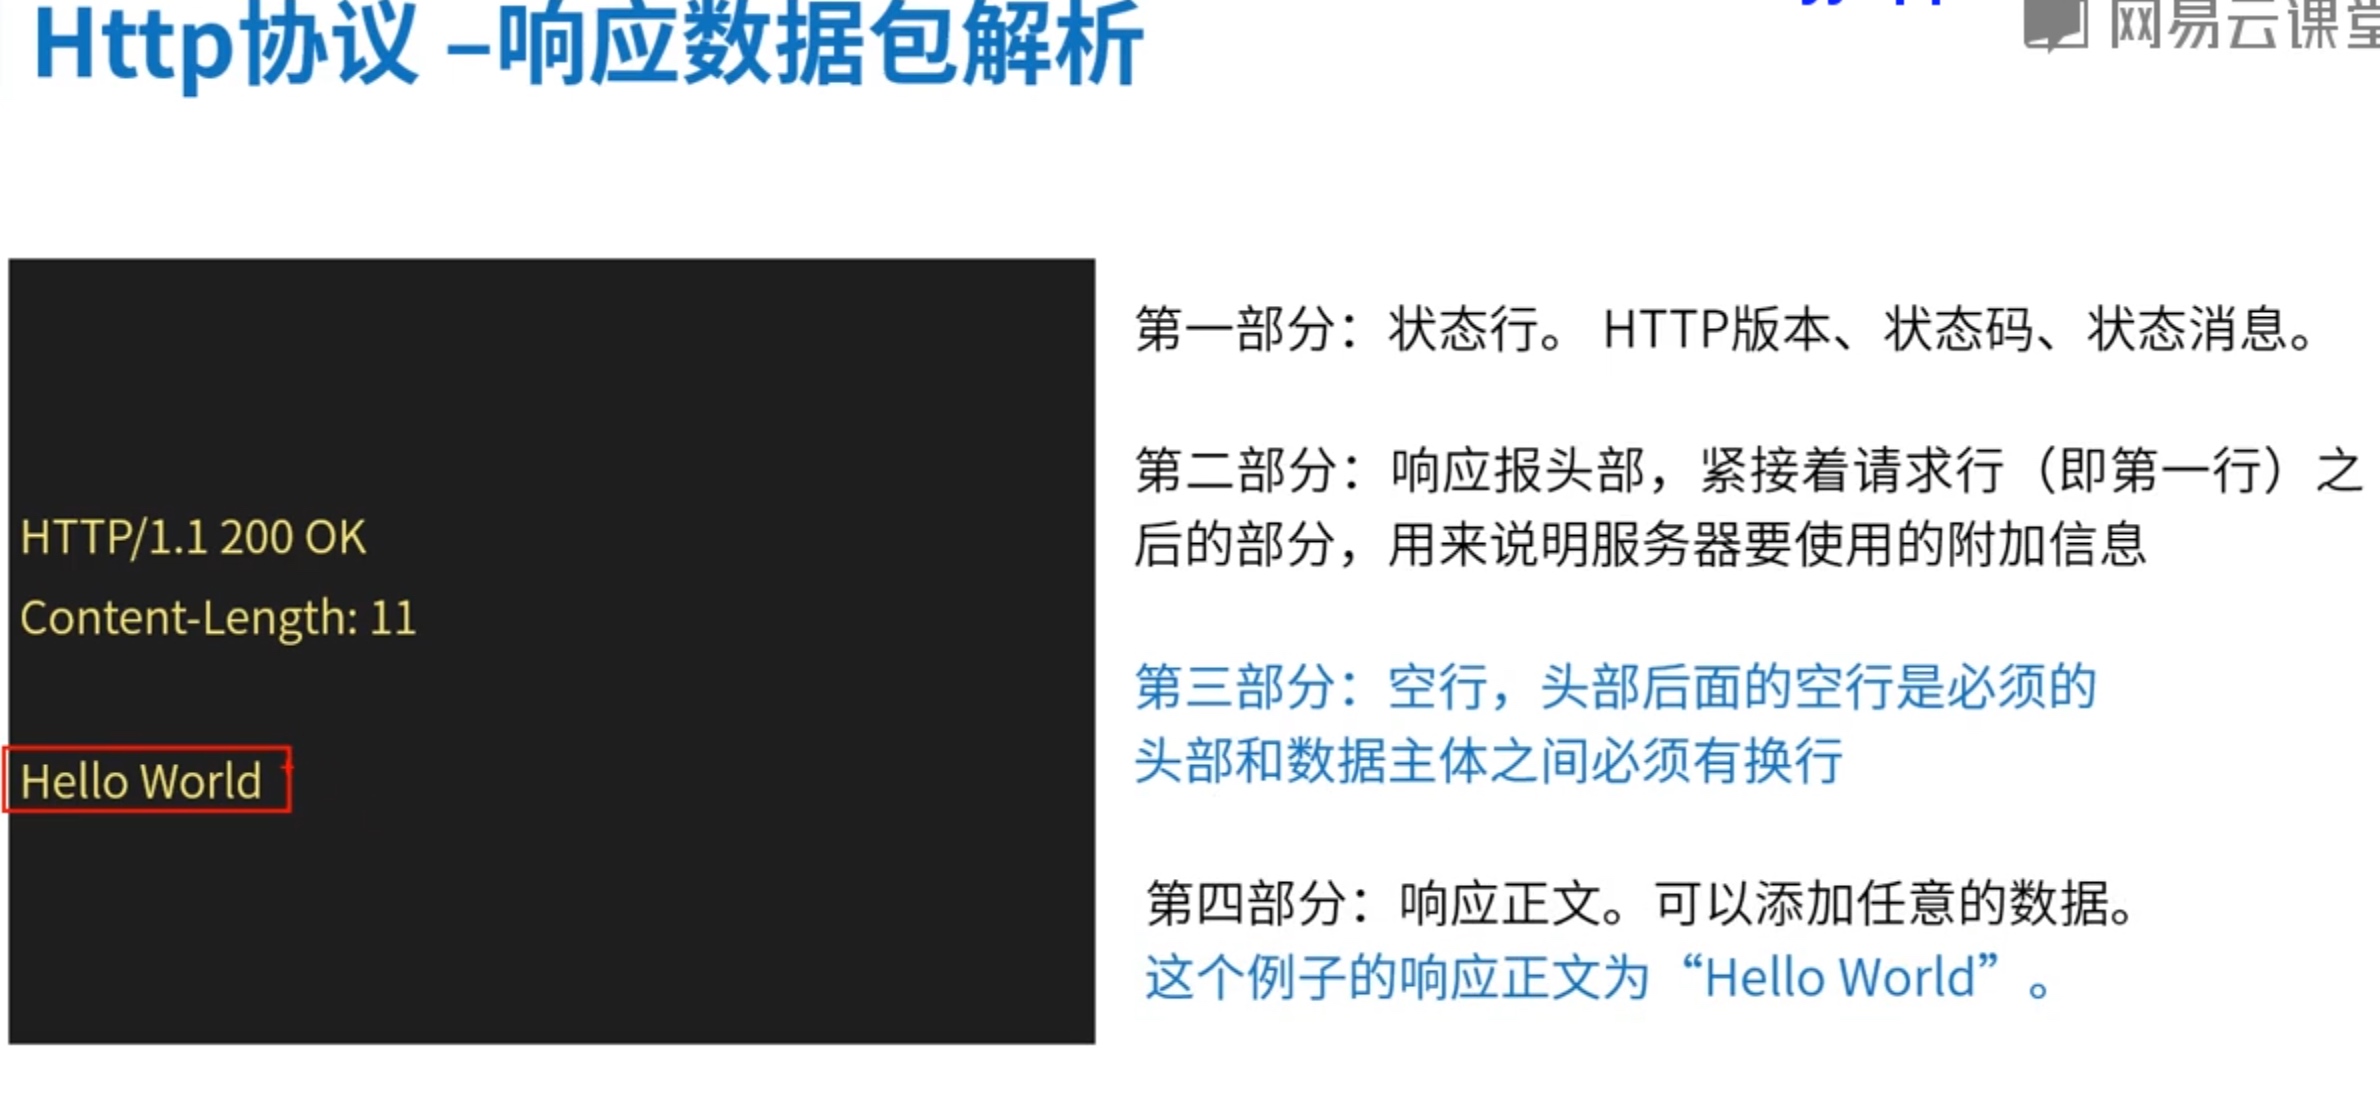 Http协议 –响应数据包解析
网易云课堂
HTTP/1.1 200 OK
Content-Length: 11
Hello World
第一部分：状态行。 HTTP版本、状态码、状态消息。
第二部分：响应报头部，紧接着请求行（即第一行）之
后的部分，用来说明服务器要使用的附加信息
第三部分：空行，头部后面的空行是必须的
头部和数据主体之间必须有换行
第四部分：响应正文。可以添加任意的数据。
这个例子的响应正文为“Hello World”。